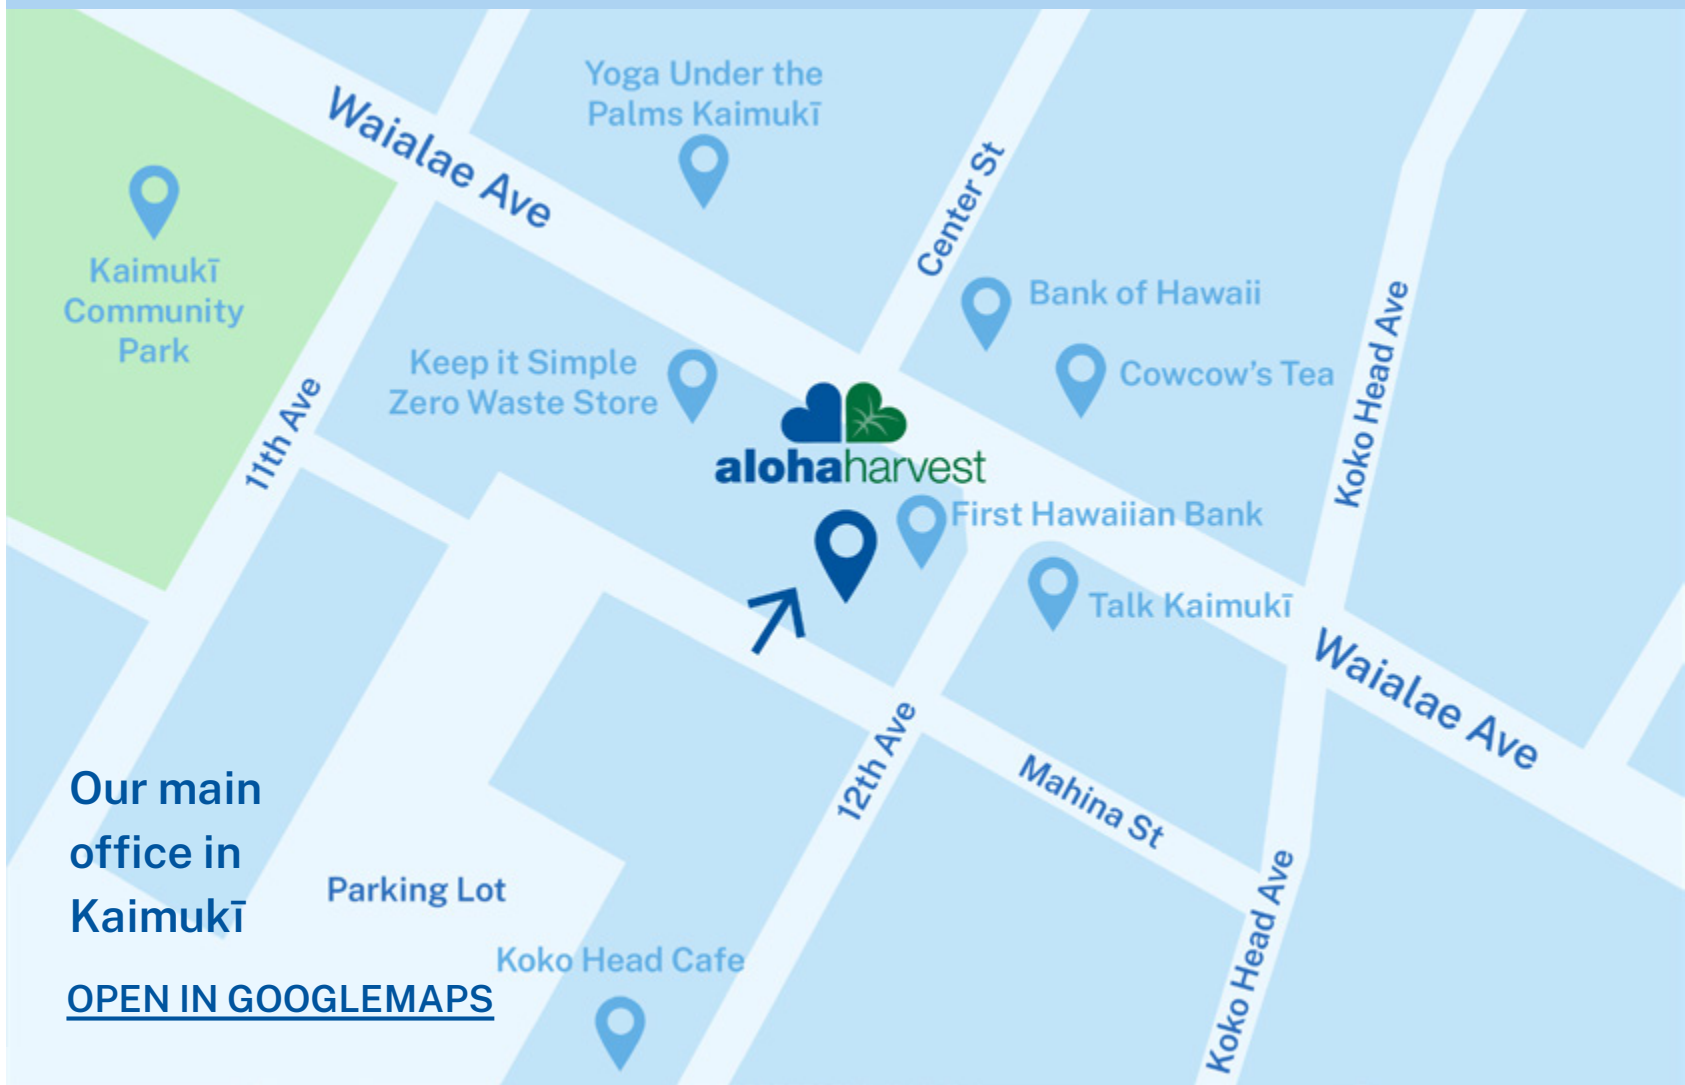 Yoga Under the
Palms Kaimukī
Waialae Ave
Center St
Kaimukī
Community
Park
Bank of Hawaii
Koko Head Ave
Keep it Simple
Zero Waste Store
Cowcow's Tea
11th Ave
alohaharvest
First Hawaiian Bank
Talk Kaimukī
Waialae Ave
12th Ave
Mahina St
Our main
office in
Kaimukī
Parking Lot
Koko Head Ave
Koko Head Cafe
OPEN IN GOOGLEMAPS